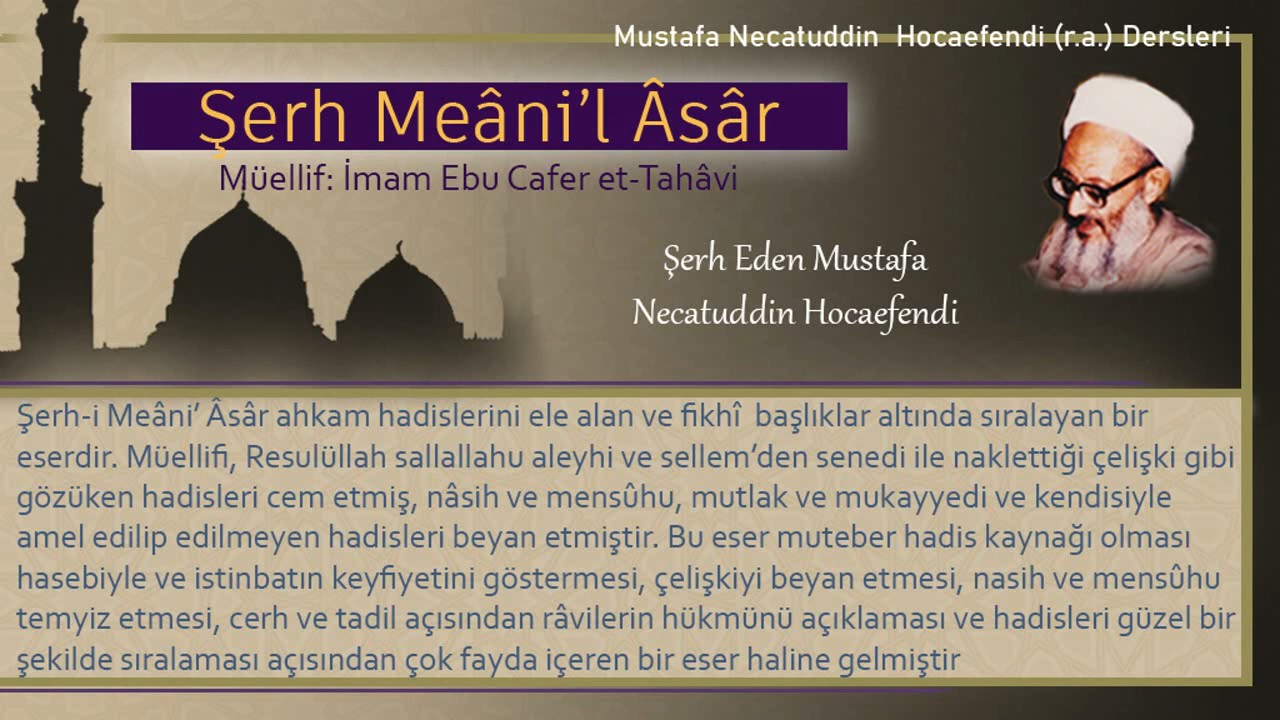 Mustafa Necatuddin Hocaefendi (r.a.) Dersleri
Şerh Meâni’l Âsâr
Müellif: İmam Ebu Cafer et-Tahâvi
Şerh Eden Mustafa
Necatuddin Hocaefendi
Şerh-i Meâni’ Âsâr ahkam hadislerini ele alan ve fikhî başlıklar altında sıralayan bir
eserdir. Müellifi, Resulüllah sallallahu aleyhi ve sellem’den senedi ile naklettiği çelişki gibi
gözüken hadisleri cem etmiş, nâsih ve mensûhu, mutlak ve mukayyedi ve kendisiyle
amel edilip edilmeyen hadisleri beyan etmiştir. Bu eser muteber hadis kaynağı olması
hasebiyle ve istinbatın keyfiyetini göstermesi, çelişkiyi beyan etmesi, nasih ve mensûhu
temyiz etmesi, cerh ve tadil açısından râvilerin hükmünü açıklaması ve hadisleri güzel bir
şekilde sıralaması açısından çok fayda içeren bir eser haline gelmiştir